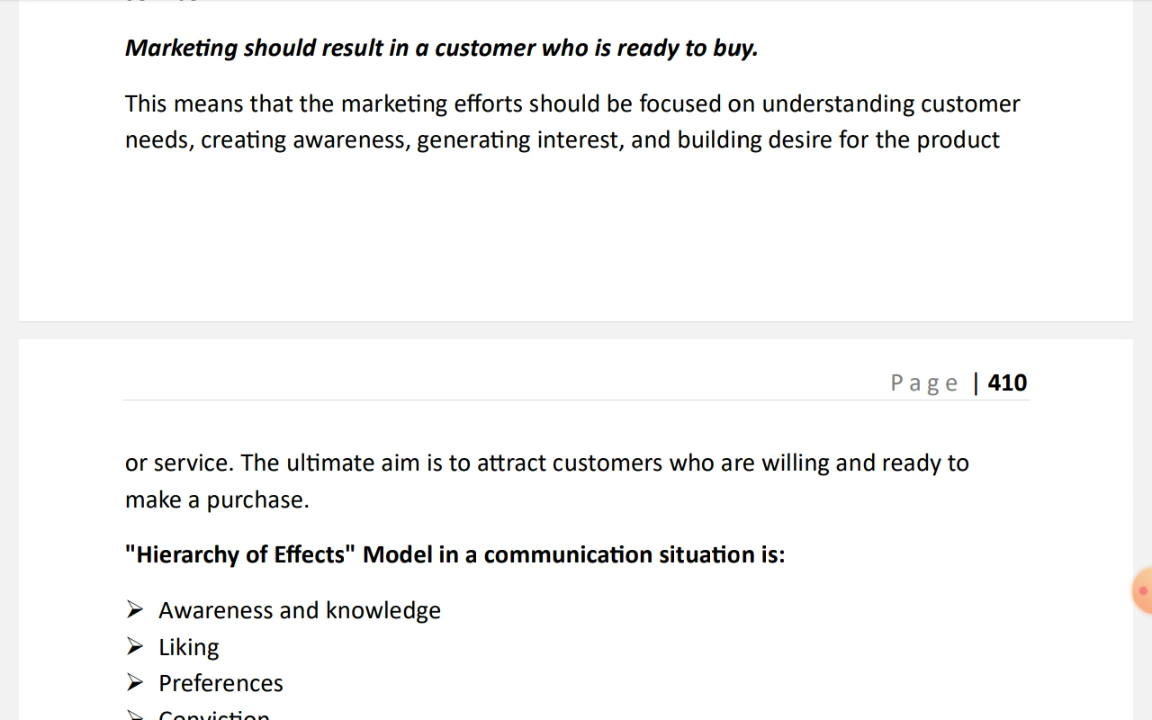 Marketing should result in a customer who is ready to buy.
This means that the marketing efforts should be focused on understanding customer
needs, creating awareness, generating interest, and building desire for the product
Page | 410
or service. The ultimate aim is to attract customers who are willing and ready to
make a purchase.
"Hierarchy of Effects" Model in a communication situation is:
➢ Awareness and knowledge
➢ Liking
➢ Preferences
➢ Conviction